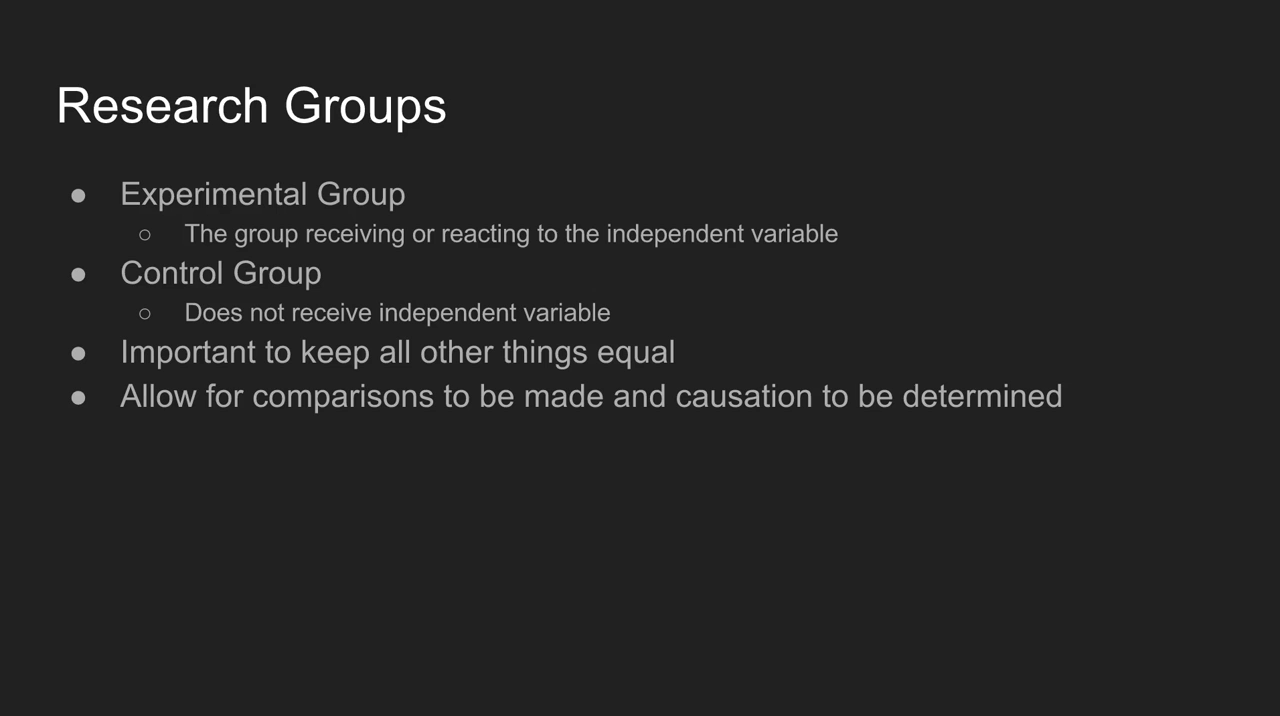 Research Groups
● Experimental Group
○ The group receiving or reacting to the independent variable
● Control Group
○ Does not receive independent variable
● Important to keep all other things equal
● Allow for comparisons to be made and causation to be determined